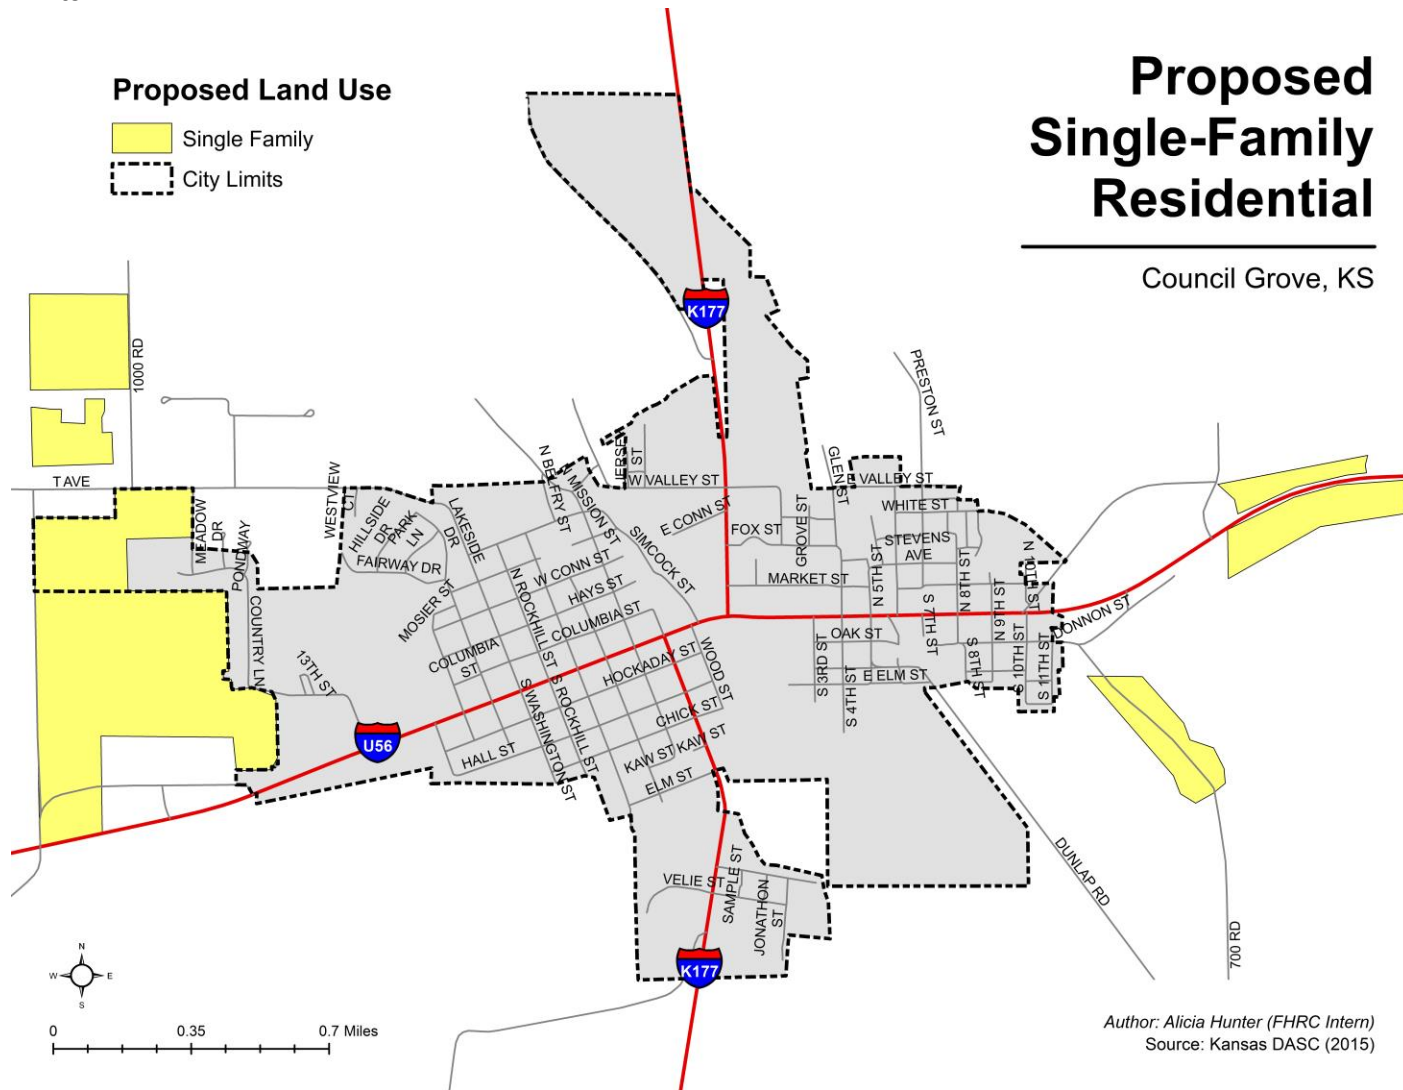 Proposed
Single-Family
Residential
Council Grove, KS
Proposed Land Use
Single Family
City Limits
K177
1000 RD
PRESTON ST
T AVE
WESTVIEW
CT
HILLSIDE
DR
PARK
LN
LAKESIDE
DR
FAIRWAY DR
MEADOW
DR
PONDWAY
COUNTRY LN
13TH ST
MOSIER ST
N BELFRY ST
N MISSION ST
ST
W VALLEY ST
E CONN ST
SIMCOCK ST
W CONN ST
HAYS ST
COLUMBIA ST
COLUMBIA
ST
N ROCKHILL ST
S ROCKHILL ST
S WASHINGTON ST
HALL ST
HOCKADAY ST
WOOD ST
CHICK ST
KAW ST
KAW ST
ELM ST
FOX ST
GROVE ST
GLEN ST
E VALLEY ST
WHITE ST
STEVENS
AVE
MARKET ST
N 5TH ST
N 8TH ST
N 9TH ST
N 10TH ST
S 7TH ST
S 8TH ST
S 10TH ST
S 11TH ST
OAK ST
S 3RD ST
S 4TH ST
E ELM ST
DONNON ST
U56
DUNLAP RD
700 RD
VELIE ST
SAMPLE ST
JONATHON
ST
K177
N
W
E
S
0
0.35
0.7 Miles
Author: Alicia Hunter (FHRC Intern)
Source: Kansas DASC (2015)